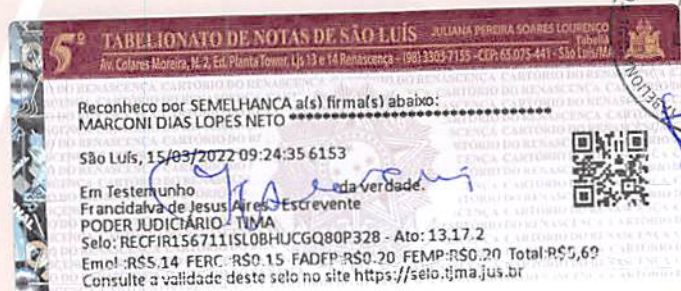 5º TABELIONATO DE NOTAS DE SÃO LUÍS JULIANA PEREIRA SOARES LOURENÇO
Tabeliã
Av. Colares Moreira, N. 2, Ed. Planta Tower, Ljs 13 e 14 Renascença - (98) 3303-7155 - CEP: 65.075-441 - São Luís/MA
Reconheço por SEMELHANCA a(s) firma(s) abaixo:
MARCONI DIAS LOPES NETO
São Luís, 15/03/2022 09:24:35 6153
Em Testemunho da verdade.
Francidalva de Jesus Aires - Escrevente
PODER JUDICIÁRIO - TJMA
Selo: RECFIR156711ISL0BHUCGQ80P328 - Ato: 13.17.2
Emol.:R$5.14 FERC.:R$0.15 FADEP:R$0.20 FEMP:R$0.20 Total:R$5,69
Consulte a validade deste selo no site https://selo.tjma.jus.br